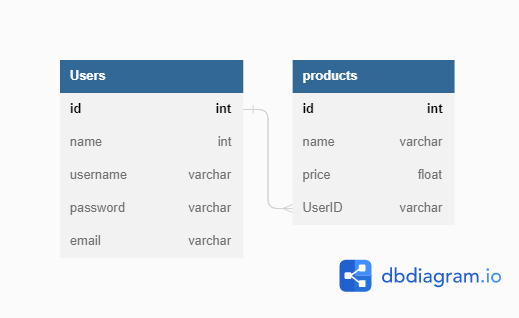 Users
id int
name int
username varchar
password varchar
email varchar
products
id int
name varchar
price float
UserID varchar
dbdiagram.io